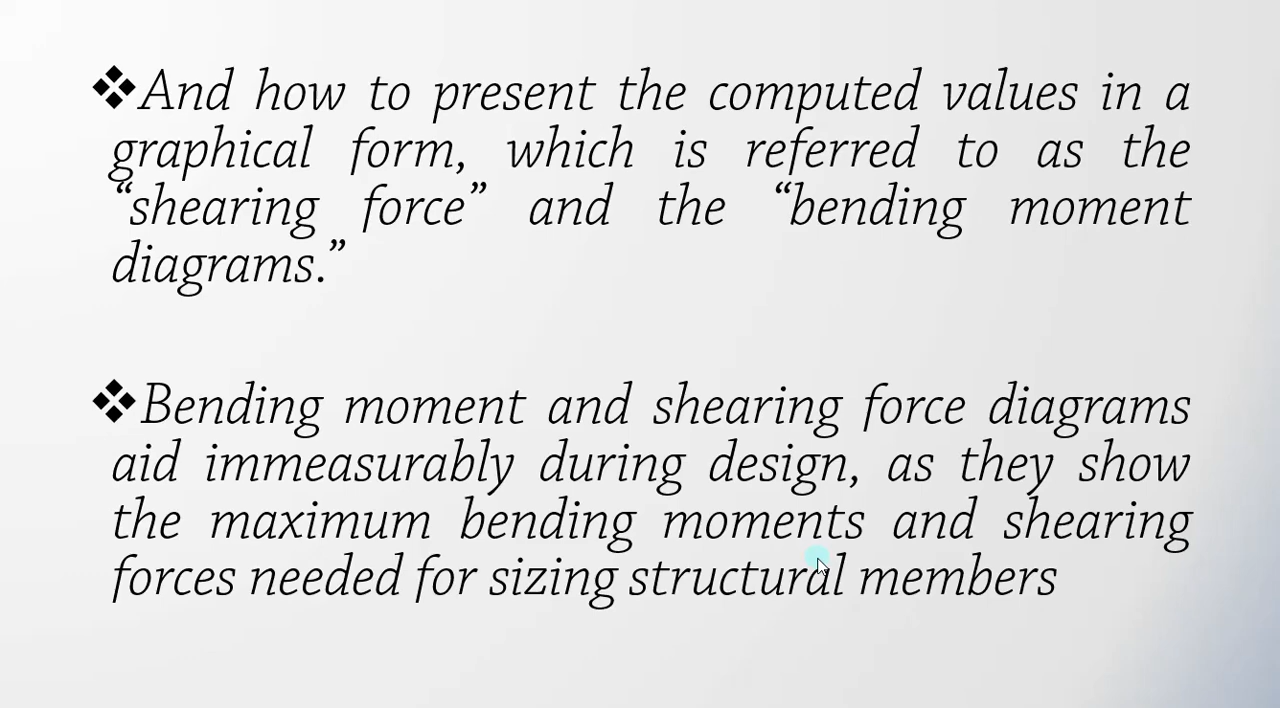 ❖And how to present the computed values in a
graphical form, which is referred to as the
“shearing force” and the “bending moment
diagrams.”
❖Bending moment and shearing force diagrams
aid immeasurably during design, as they show
the maximum bending moments and shearing
forces needed for sizing structural members